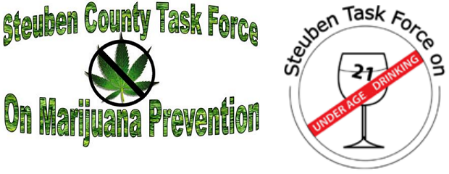 Steuben County Task Force
On Marijuana Prevention
Steuben Task Force on
21
UNDER AGE DRINKING